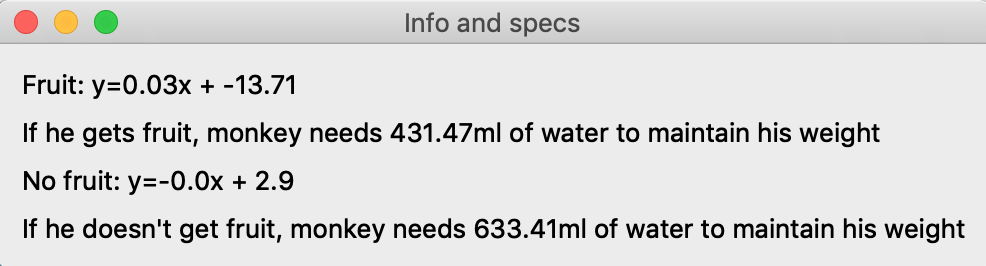 Info and specs
Fruit: y=0.03x + -13.71
If he gets fruit, monkey needs 431.47ml of water to maintain his weight
No fruit: y=-0.0x + 2.9
If he doesn't get fruit, monkey needs 633.41ml of water to maintain his weight